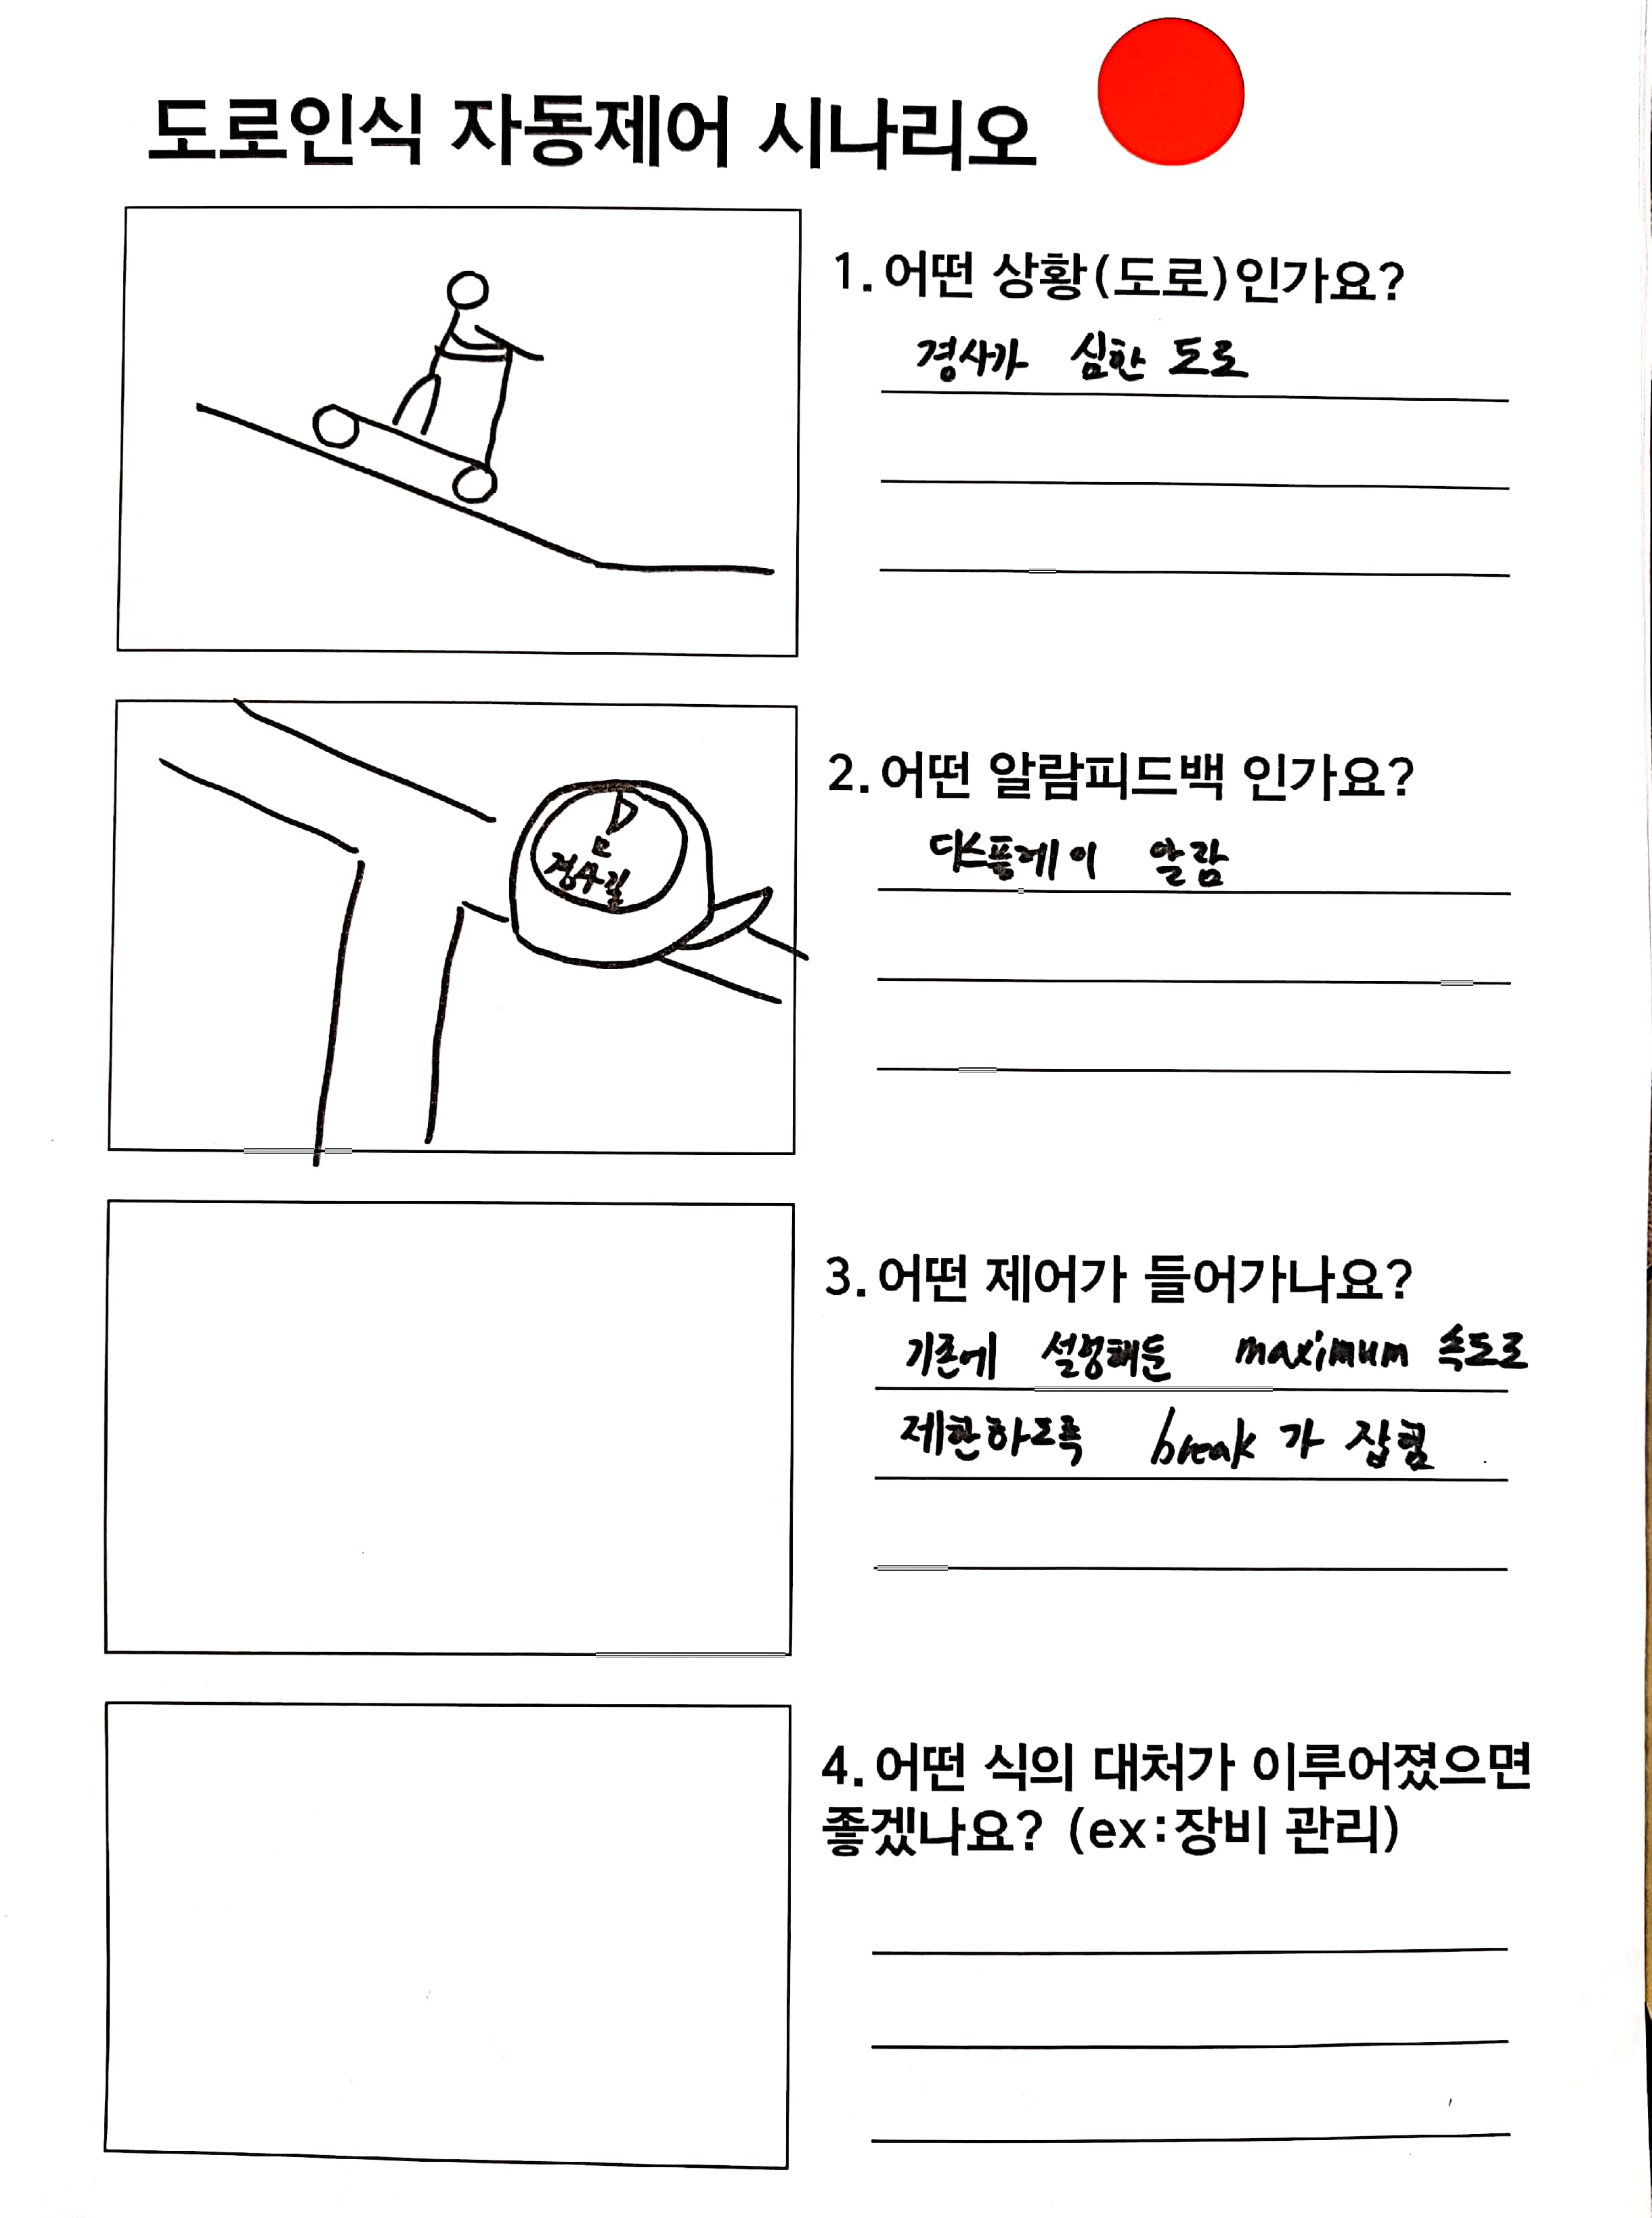 도로인식 자동제어 시나리오
1. 어떤 상황(도로)인가요?
경사가 심한 도로
2. 어떤 알람피드백 인가요?
디스플레이 알람
경사길
3. 어떤 제어가 들어가나요?
기존에 설정해둔 maximum 속도로
제한하도록 break가 잡힘
4. 어떤 식의 대처가 이루어졌으면
좋겠나요? (ex:장비 관리)